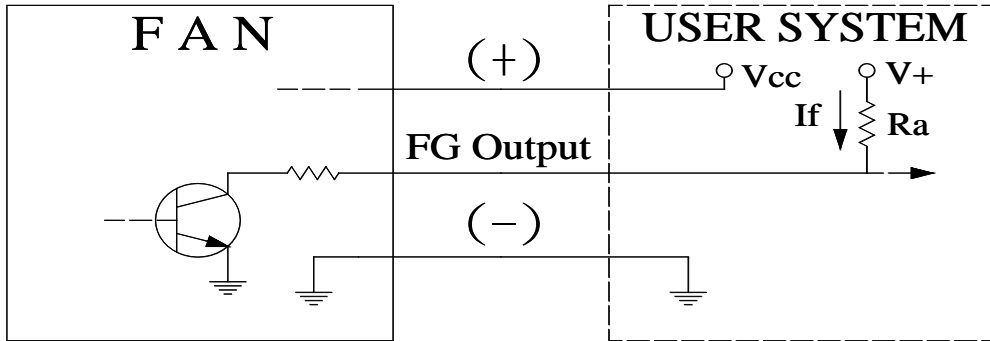 F A N
USER SYSTEM
(+)
Vcc
V+
If
Ra
FG Output
(-)